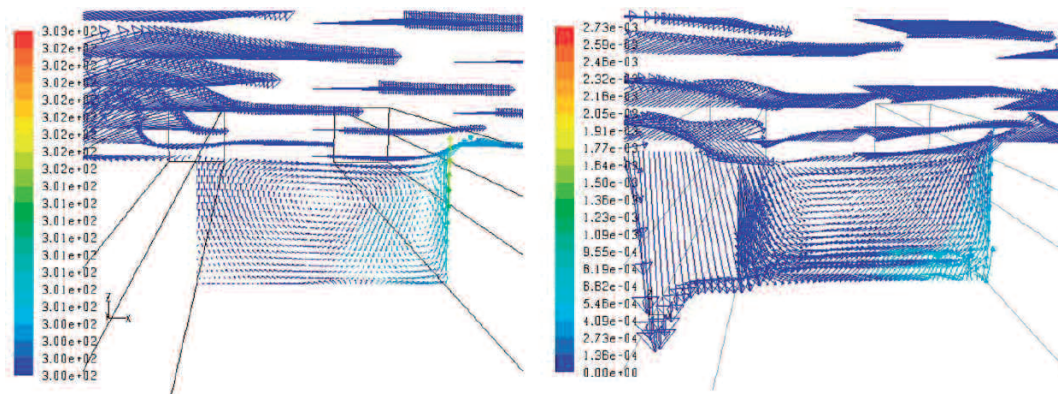 3.03e+02
3.02e+02
3.02e+02
3.02e+02
3.02e+02
3.02e+02
3.02e+02
3.02e+02
3.02e+02
3.01e+02
3.01e+02
3.01e+02
3.01e+02
3.01e+02
3.01e+02
3.01e+02
3.01e+02
3.00e+02
3.00e+02
3.00e+02
3.00e+02
Z
X
2.73e-03
2.59e-03
2.46e-03
2.32e-03
2.18e-03
2.05e-03
1.91e-03
1.77e-03
1.64e-03
1.50e-03
1.36e-03
1.23e-03
1.09e-03
9.55e-04
8.19e-04
6.82e-04
5.46e-04
4.09e-04
2.73e-04
1.36e-04
0.00e+00